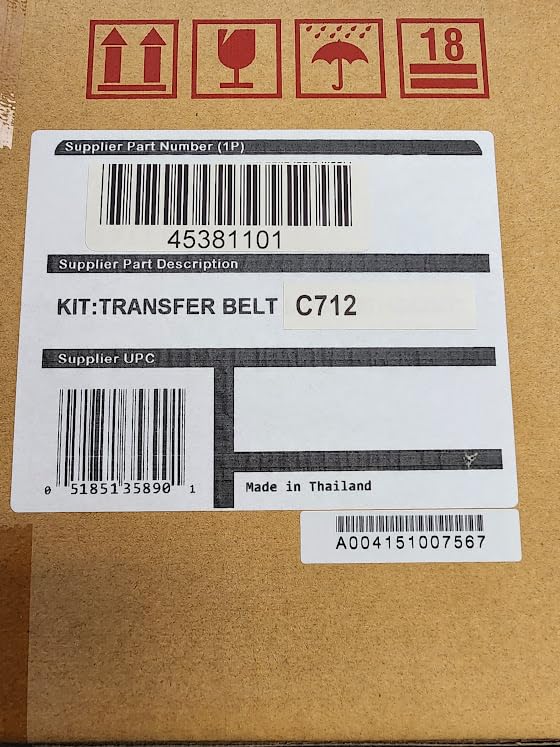 18
Supplier Part Number (1P)
45381101
Supplier Part Description
KIT:TRANSFER BELT C712
Supplier UPC
0 51851 35890 1
Made in Thailand
A004151007567